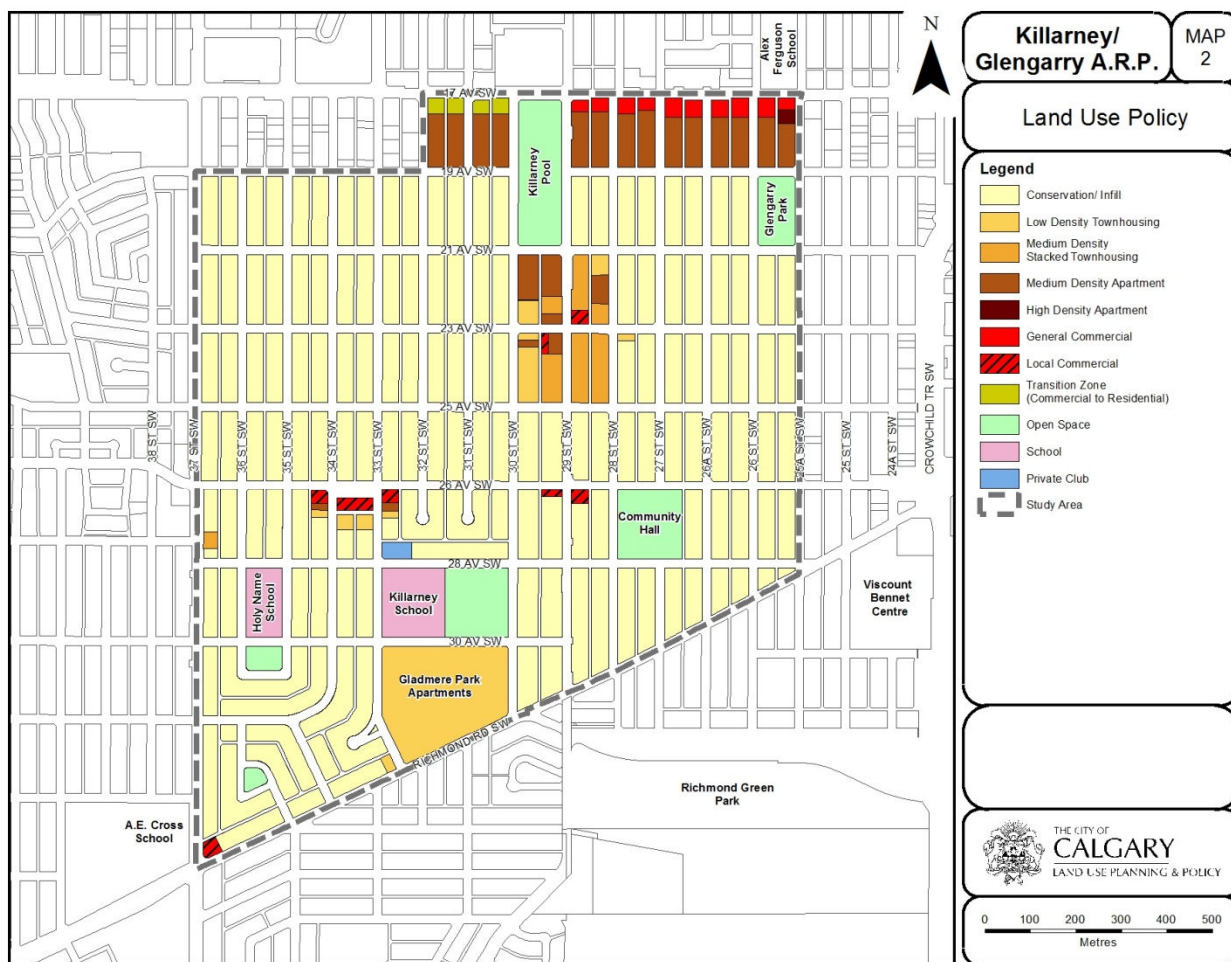 Killarney/
Glengarry A.R.P.
MAP
2
Land Use Policy
Legend
Conservation/ Infill
Low Density Townhousing
Medium Density
Stacked Townhousing
Medium Density Apartment
High Density Apartment
General Commercial
Local Commercial
Transition Zone
(Commercial to Residential)
Open Space
School
Private Club
Study Area
THE CITY OF
CALGARY
LAND USE PLANNING & POLICY
0 100 200 300 400 500
Metres
N
Alex
Ferguson
School
17 AV SW
19 AV SW
Killarney
Pool
Glengarry
Park
21 AV SW
23 AV SW
25 AV SW
38 ST SW
37 ST SW
36 ST SW
35 ST SW
34 ST SW
33 ST SW
32 ST SW
31 ST SW
30 ST SW
29 ST SW
28 ST SW
27 ST SW
26A ST SW
26 ST SW
25A ST SW
25 ST SW
24A ST SW
CROWCHILD TR SW
26 AV SW
Community
Hall
28 AV SW
Holy Name
School
Killarney
School
Viscount
Bennet
Centre
30 AV SW
Gladmere Park
Apartments
RICHMOND RD SW
Richmond Green
Park
A.E. Cross
School